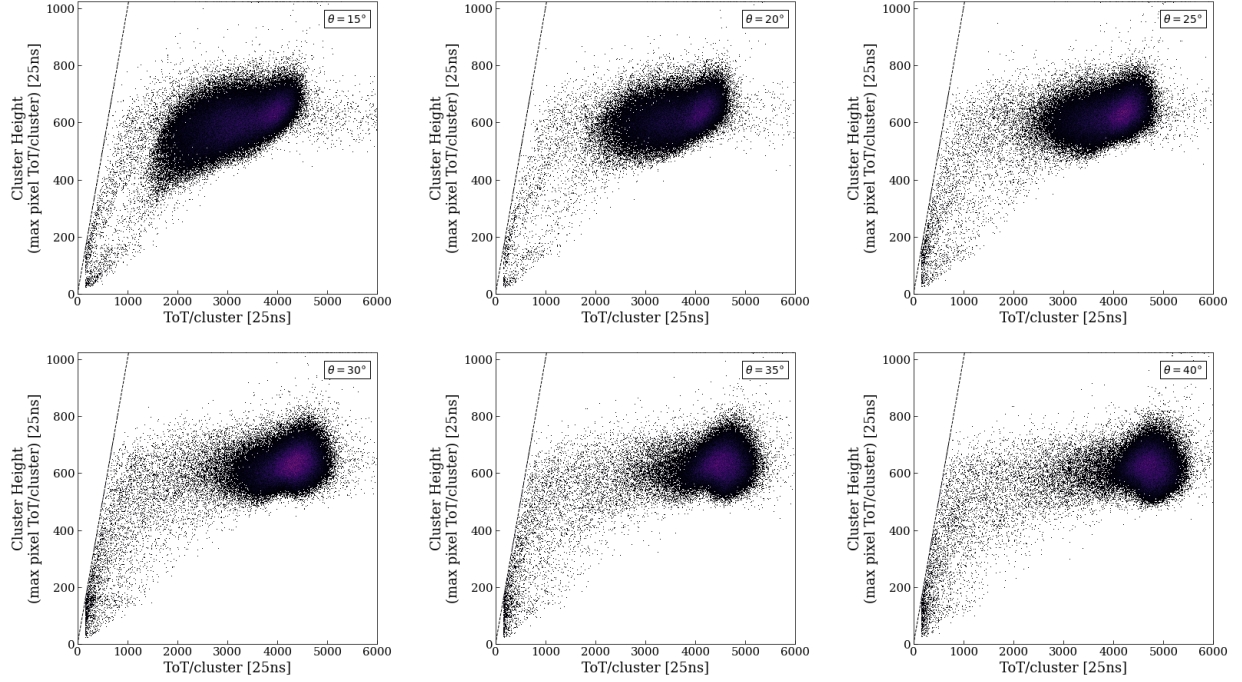 1000
800
600
400
200
0
Cluster Height
(max pixel ToT/cluster) [25ns]
θ = 15°
0 1000 2000 3000 4000 5000 6000
ToT/cluster [25ns]
1000
800
600
400
200
0
Cluster Height
(max pixel ToT/cluster) [25ns]
θ = 20°
0 1000 2000 3000 4000 5000 6000
ToT/cluster [25ns]
1000
800
600
400
200
0
Cluster Height
(max pixel ToT/cluster) [25ns]
θ = 25°
0 1000 2000 3000 4000 5000 6000
ToT/cluster [25ns]
1000
800
600
400
200
0
Cluster Height
(max pixel ToT/cluster) [25ns]
θ = 30°
0 1000 2000 3000 4000 5000 6000
ToT/cluster [25ns]
1000
800
600
400
200
0
Cluster Height
(max pixel ToT/cluster) [25ns]
θ = 35°
0 1000 2000 3000 4000 5000 6000
ToT/cluster [25ns]
1000
800
600
400
200
0
Cluster Height
(max pixel ToT/cluster) [25ns]
θ = 40°
0 1000 2000 3000 4000 5000 6000
ToT/cluster [25ns]